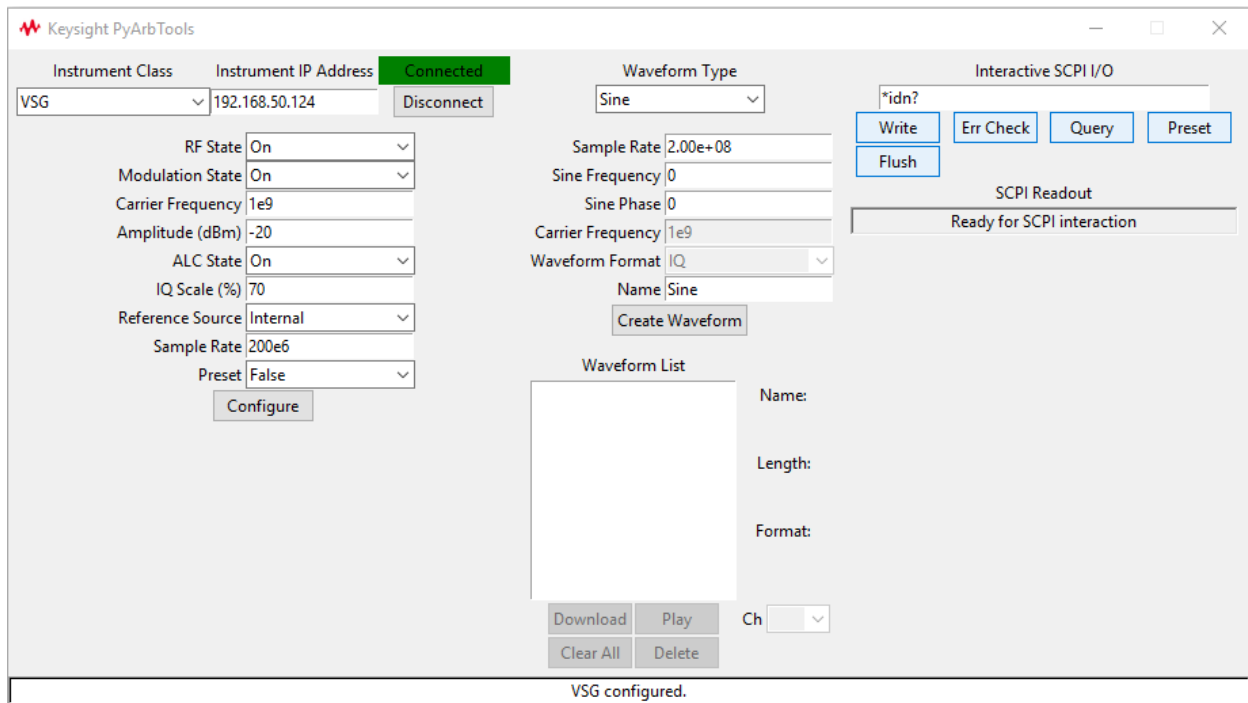 Keysight PyArbTools
Instrument Class Instrument IP Address Connected
VSG 192.168.50.124 Disconnect
RF State On
Modulation State On
Carrier Frequency 1e9
Amplitude (dBm) -20
ALC State On
IQ Scale (%) 70
Reference Source Internal
Sample Rate 200e6
Preset False
Configure
Waveform Type
Sine
Sample Rate 2.00e+08
Sine Frequency 0
Sine Phase 0
Carrier Frequency 1e9
Waveform Format IQ
Name Sine
Create Waveform
Waveform List
Name:
Length:
Format:
Download Play Ch
Clear All Delete
Interactive SCPI I/O
*idn?
Write Err Check Query Preset
Flush
SCPI Readout
Ready for SCPI interaction
VSG configured.